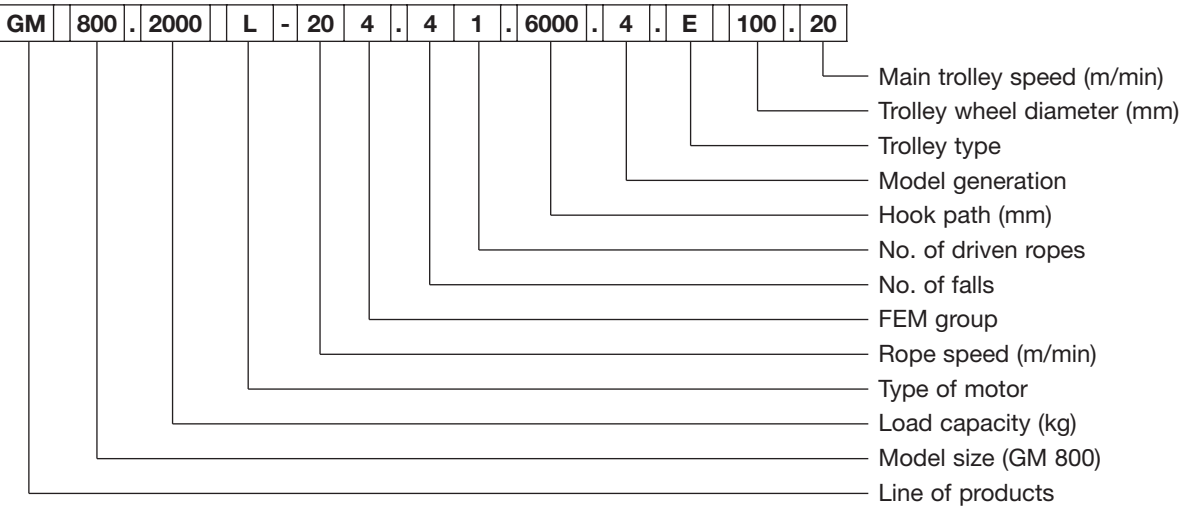 GM 800 . 2000 L - 20 4 . 4 1 . 6000 . 4 . E 100 . 20
Main trolley speed (m/min)
Trolley wheel diameter (mm)
Trolley type
Model generation
Hook path (mm)
No. of driven ropes
No. of falls
FEM group
Rope speed (m/min)
Type of motor
Load capacity (kg)
Model size (GM 800)
Line of products